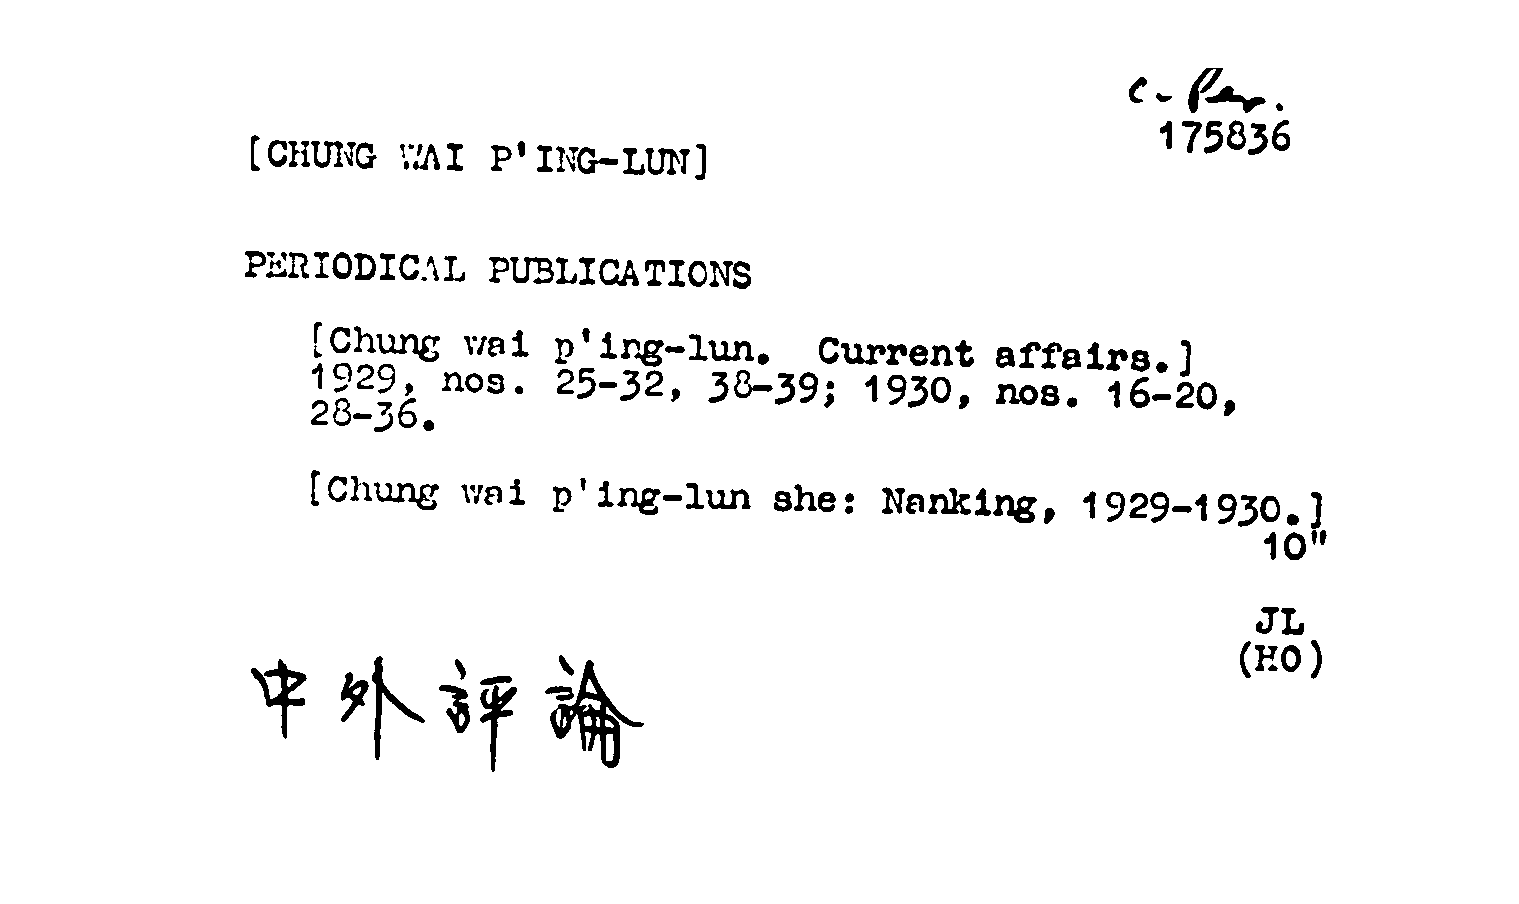 C. Per.
175836
[CHUNG WAI P'ING-LUN]
PERIODICAL PUBLICATIONS
[Chung wai p'ing-lun.  Current affairs.]
1929, nos. 25-32, 38-39; 1930, nos. 16-20,
28-36.
[Chung wai p'ing-lun she: Nanking, 1929-1930.]
10"
JL
(HO)
中外評論